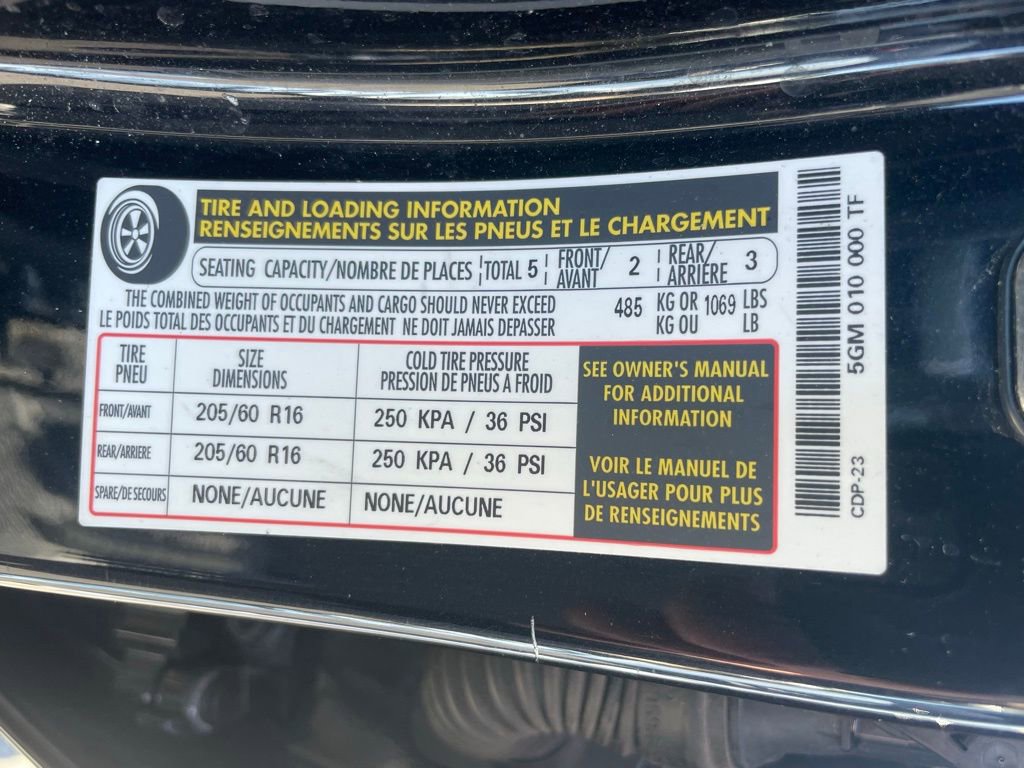 TIRE AND LOADING INFORMATION
RENSEIGNEMENTS SUR LES PNEUS ET LE CHARGEMENT
SEATING CAPACITY/NOMBRE DE PLACES TOTAL 5 FRONT/AVANT 2 REAR/ARRIÈRE 3
THE COMBINED WEIGHT OF OCCUPANTS AND CARGO SHOULD NEVER EXCEED 485 KG OR 1069 LBS
LE POIDS TOTAL DES OCCUPANTS ET DU CHARGEMENT NE DOIT JAMAIS DEPASSER KG OU LB
TIRE SIZE COLD TIRE PRESSURE
PNEU DIMENSIONS PRESSION DE PNEUS A FROID
FRONT/AVANT 205/60 R16 250 KPA / 36 PSI
REAR/ARRIERE 205/60 R16 250 KPA / 36 PSI
SPARE/DE SECOURS NONE/AUCUNE NONE/AUCUNE
SEE OWNER'S MANUAL
FOR ADDITIONAL
INFORMATION
VOIR LE MANUEL DE
L'USAGER POUR PLUS
DE RENSEIGNEMENTS
5GM 010 000 TF
CDP-23